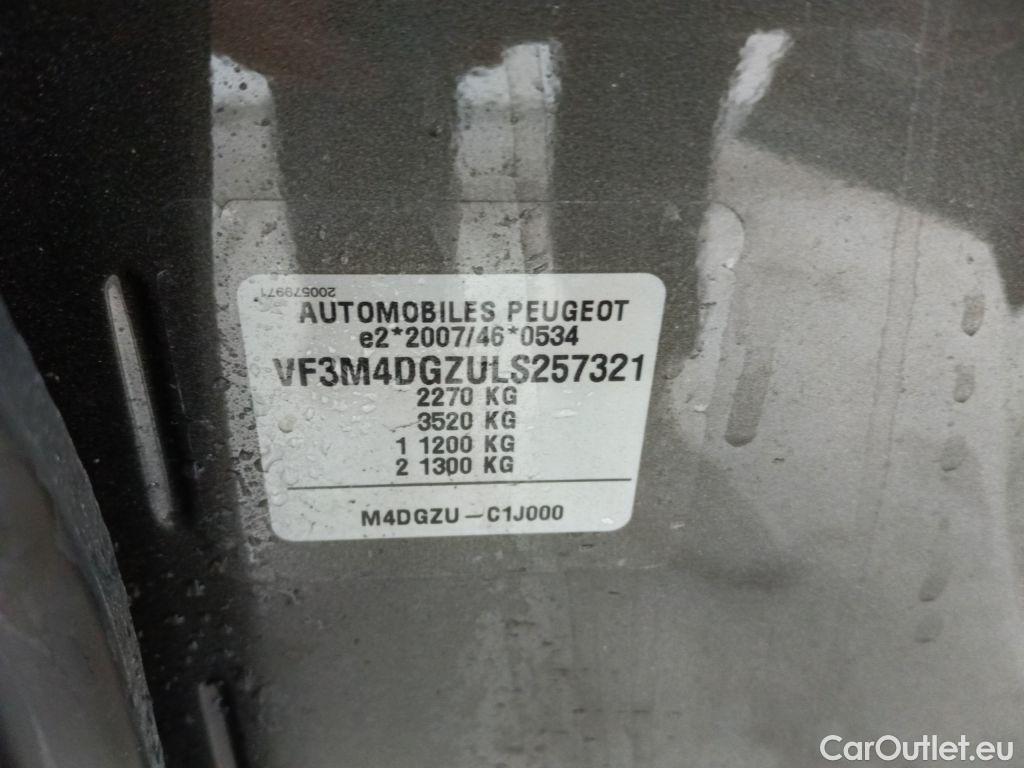 200579971
AUTOMOBILES PEUGEOT
e2*2007/46*0534
VF3M4DGZULS257321
2270 KG
3520 KG
1 1200 KG
2 1300 KG
M4DGZU - C1J000
CarOutlet.eu